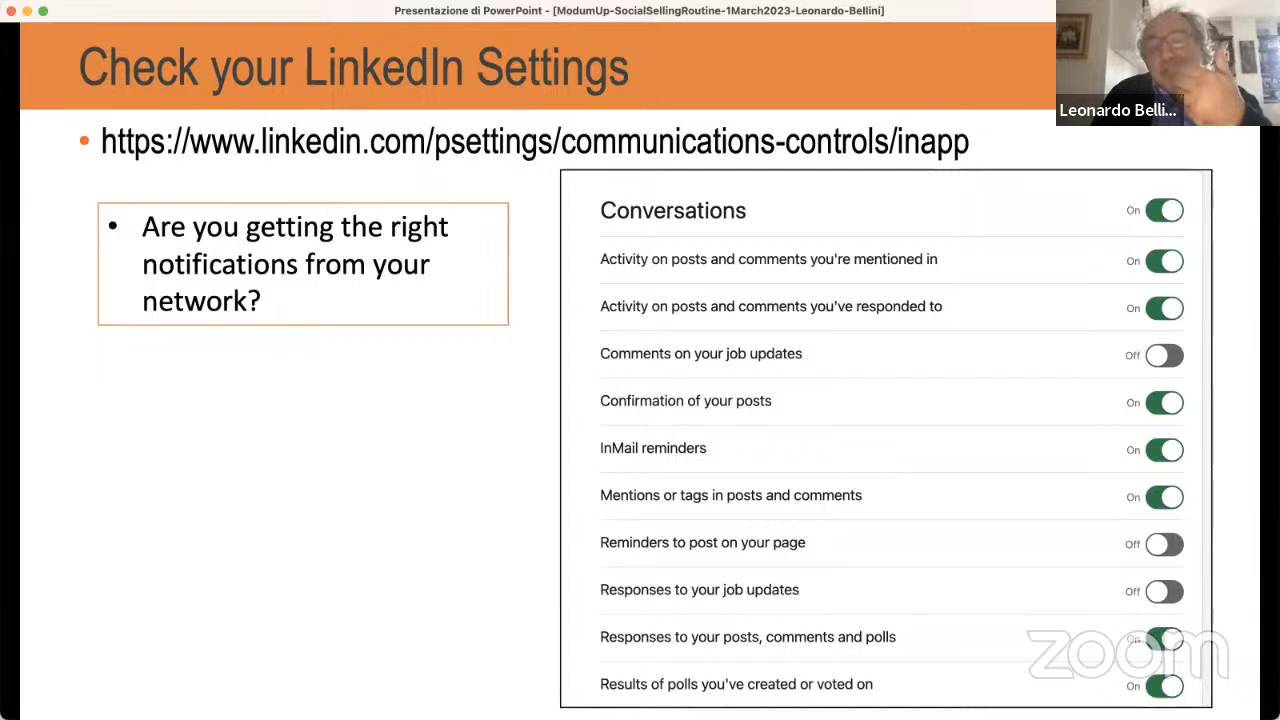 Presentazione di PowerPoint - [ModumUp-SocialSellingRoutine-1March2023-Leonardo-Bellini]
Check your LinkedIn Settings
Leonardo Belli...
• https://www.linkedin.com/psettings/communications-controls/inapp
• Are you getting the right
notifications from your
network?
Conversations On
Activity on posts and comments you're mentioned in On
Activity on posts and comments you've responded to On
Comments on your job updates Off
Confirmation of your posts On
InMail reminders On
Mentions or tags in posts and comments On
Reminders to post on your page Off
Responses to your job updates Off
Responses to your posts, comments and polls On
Results of polls you've created or voted on On
zoom